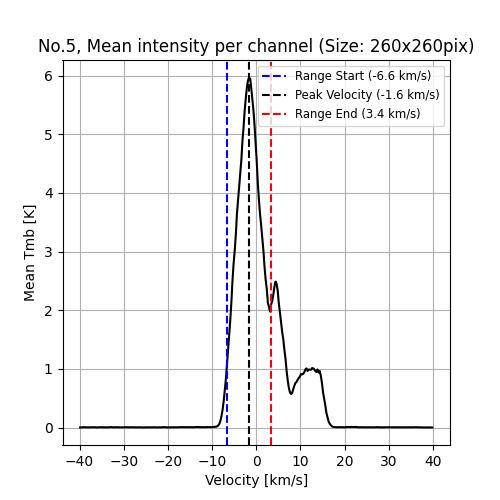 No.5, Mean intensity per channel (Size: 260x260pix)
Range Start (-6.6 km/s)
Peak Velocity (-1.6 km/s)
Range End (3.4 km/s)
Mean Tmb [K]
6
5
4
3
2
1
0
−40 −30 −20 −10 0 10 20 30 40
Velocity [km/s]